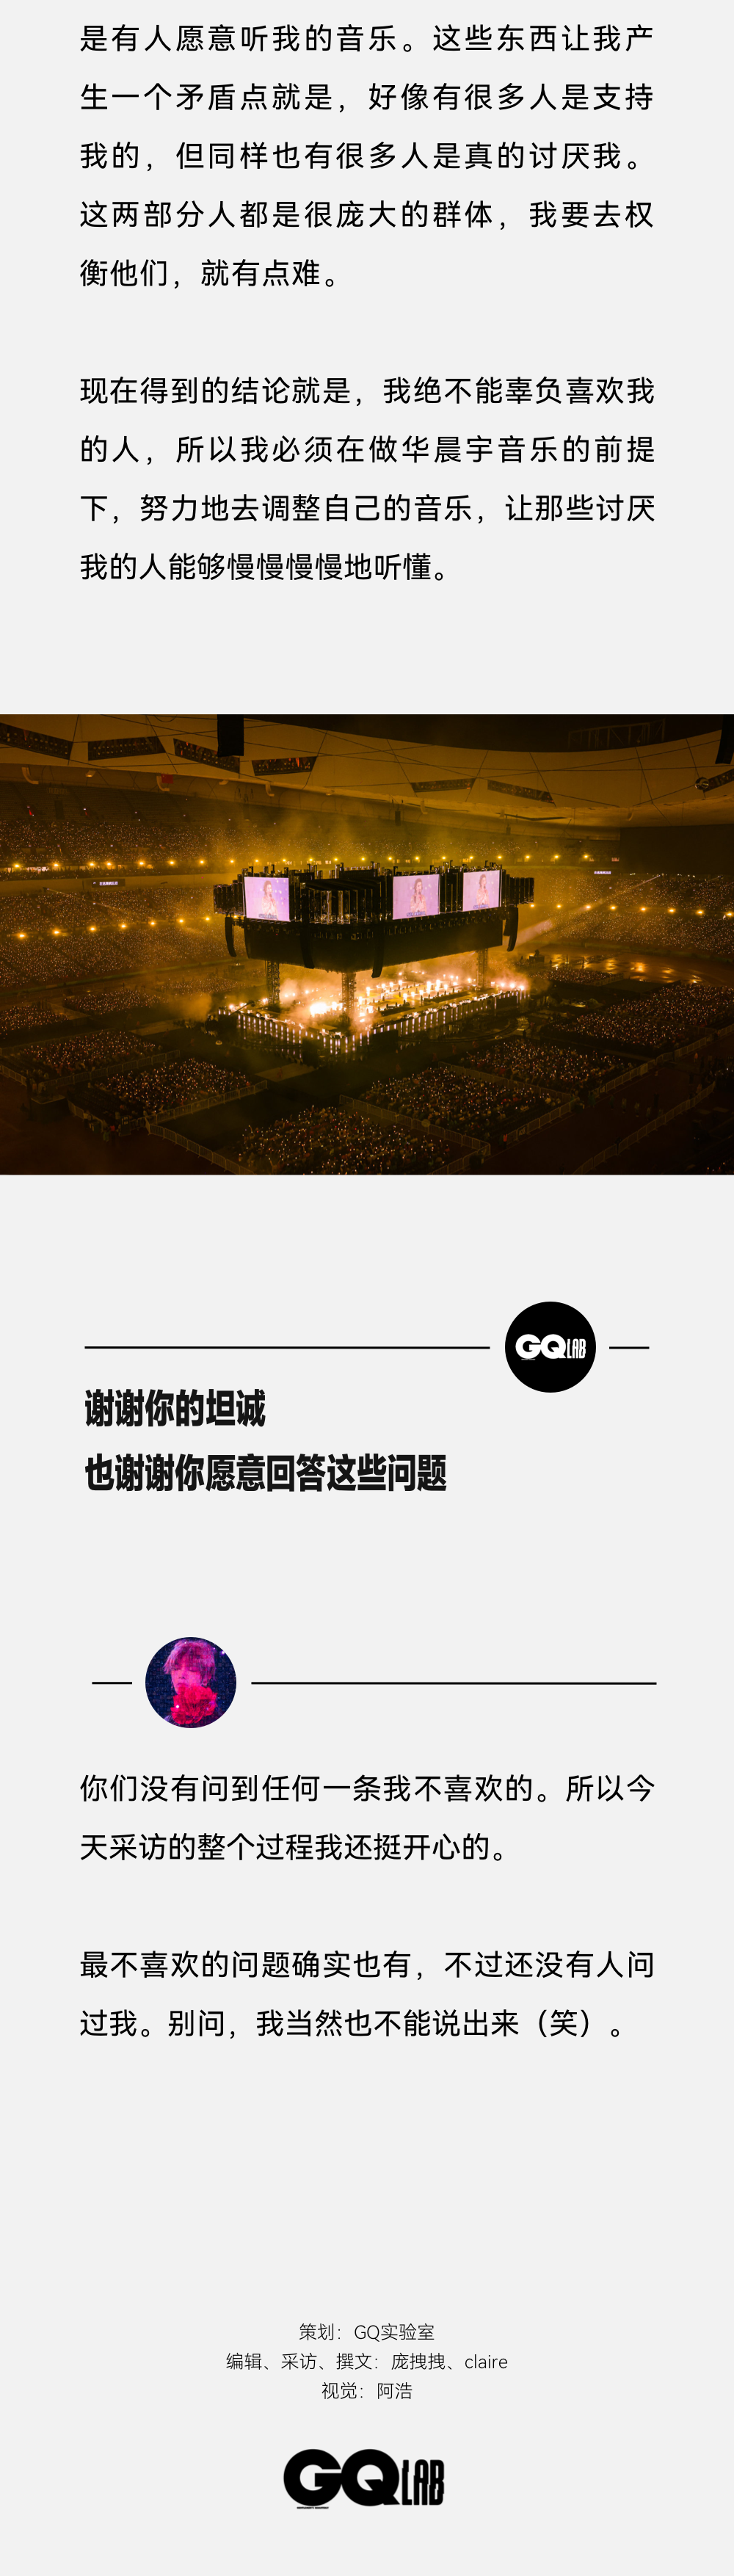 是有人愿意听我的音乐。这些东西让我产
生一个矛盾点就是，好像有很多人是支持
我的，但同样也有很多人是真的讨厌我。
这两部分人都是很庞大的群体，我要去权
衡他们，就有点难。
现在得到的结论就是，我绝不能辜负喜欢我
的人，所以我必须在做华晨宇音乐的前提
下，努力地去调整自己的音乐，让那些讨厌
我的人能够慢慢慢慢地听懂。
GQLAB
谢谢你的坦诚
也谢谢你愿意回答这些问题
你们没有问到任何一条我不喜欢的。所以今
天采访的整个过程我还挺开心的。
最不喜欢的问题确实也有，不过还没有人问
过我。别问，我当然也不能说出来（笑）。
策划：GQ实验室
编辑、采访、撰文：庞拽拽、claire
视觉：阿浩
GQLAB